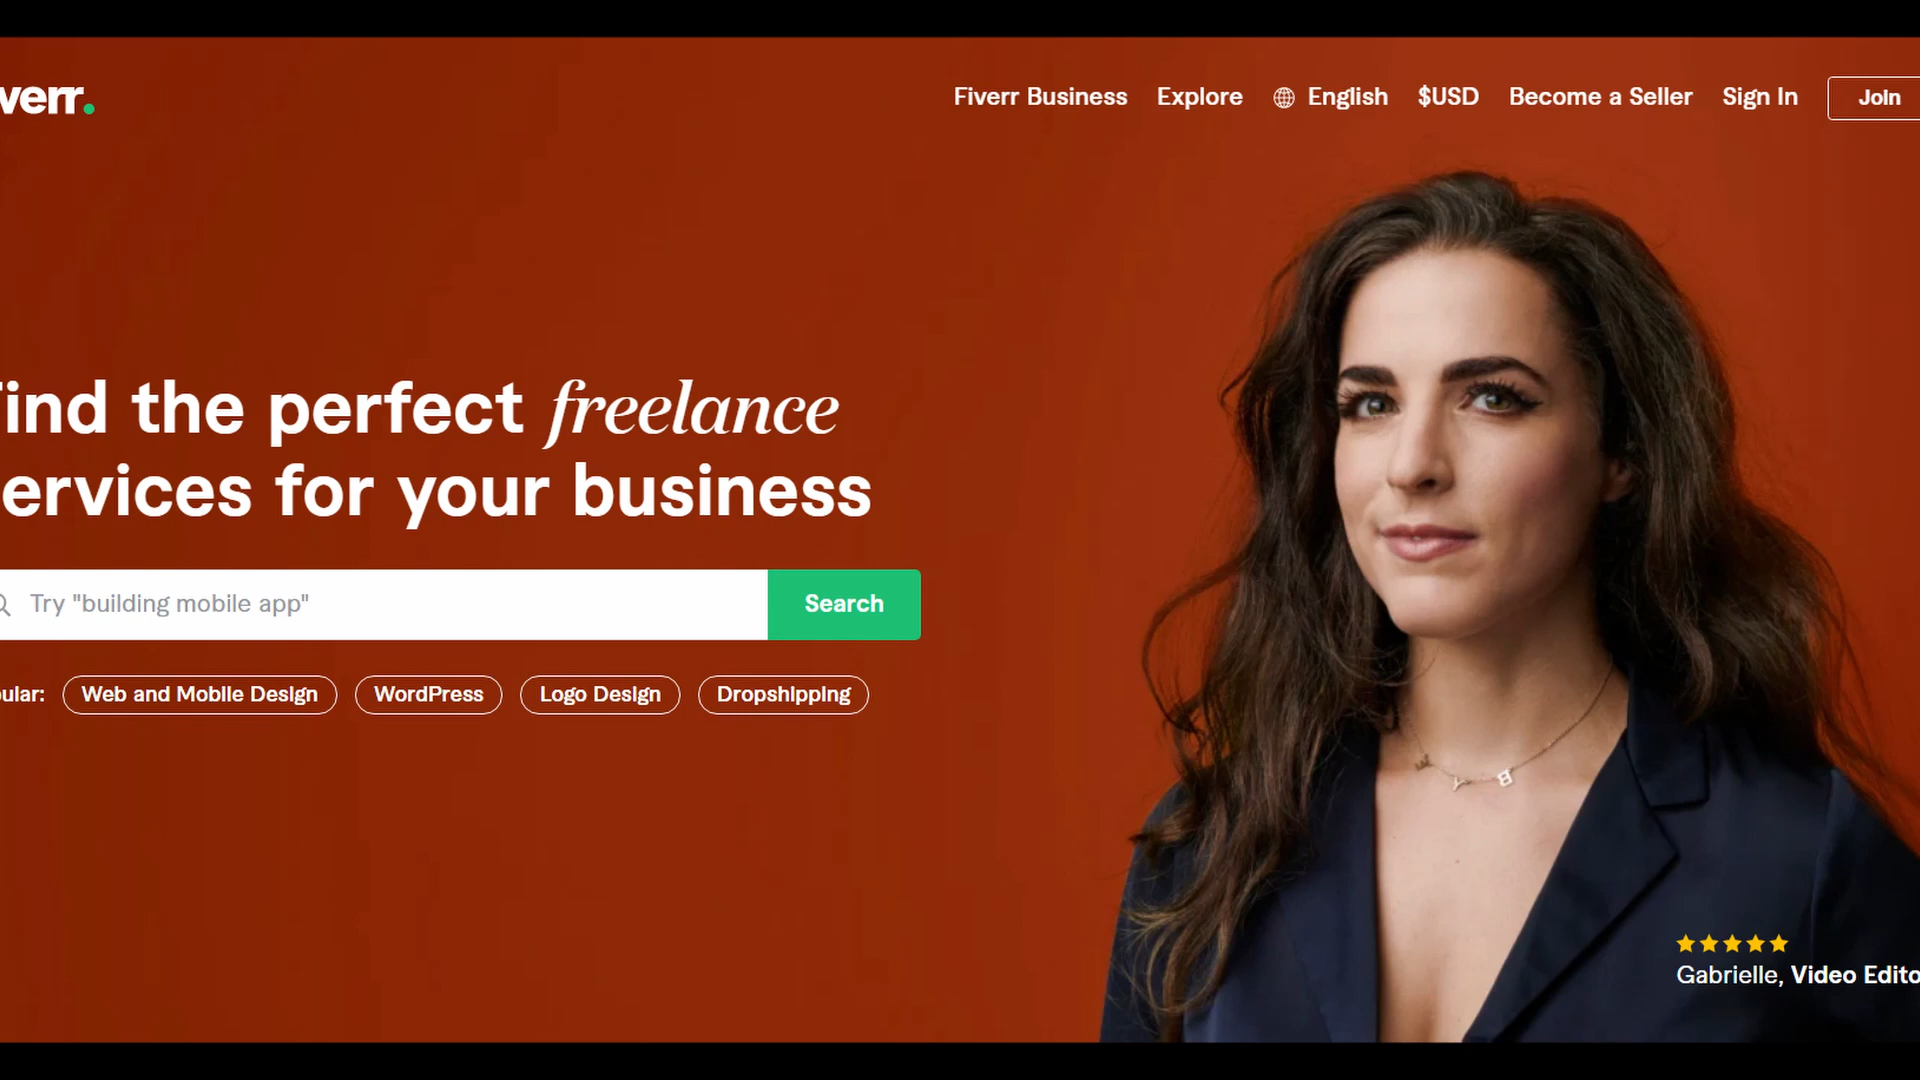 verr.
Fiverr Business Explore English $USD Become a Seller Sign In Join
ind the perfect freelance
ervices for your business
Try "building mobile app" Search
ular: Web and Mobile Design WordPress Logo Design Dropshipping
Gabrielle, Video Edito